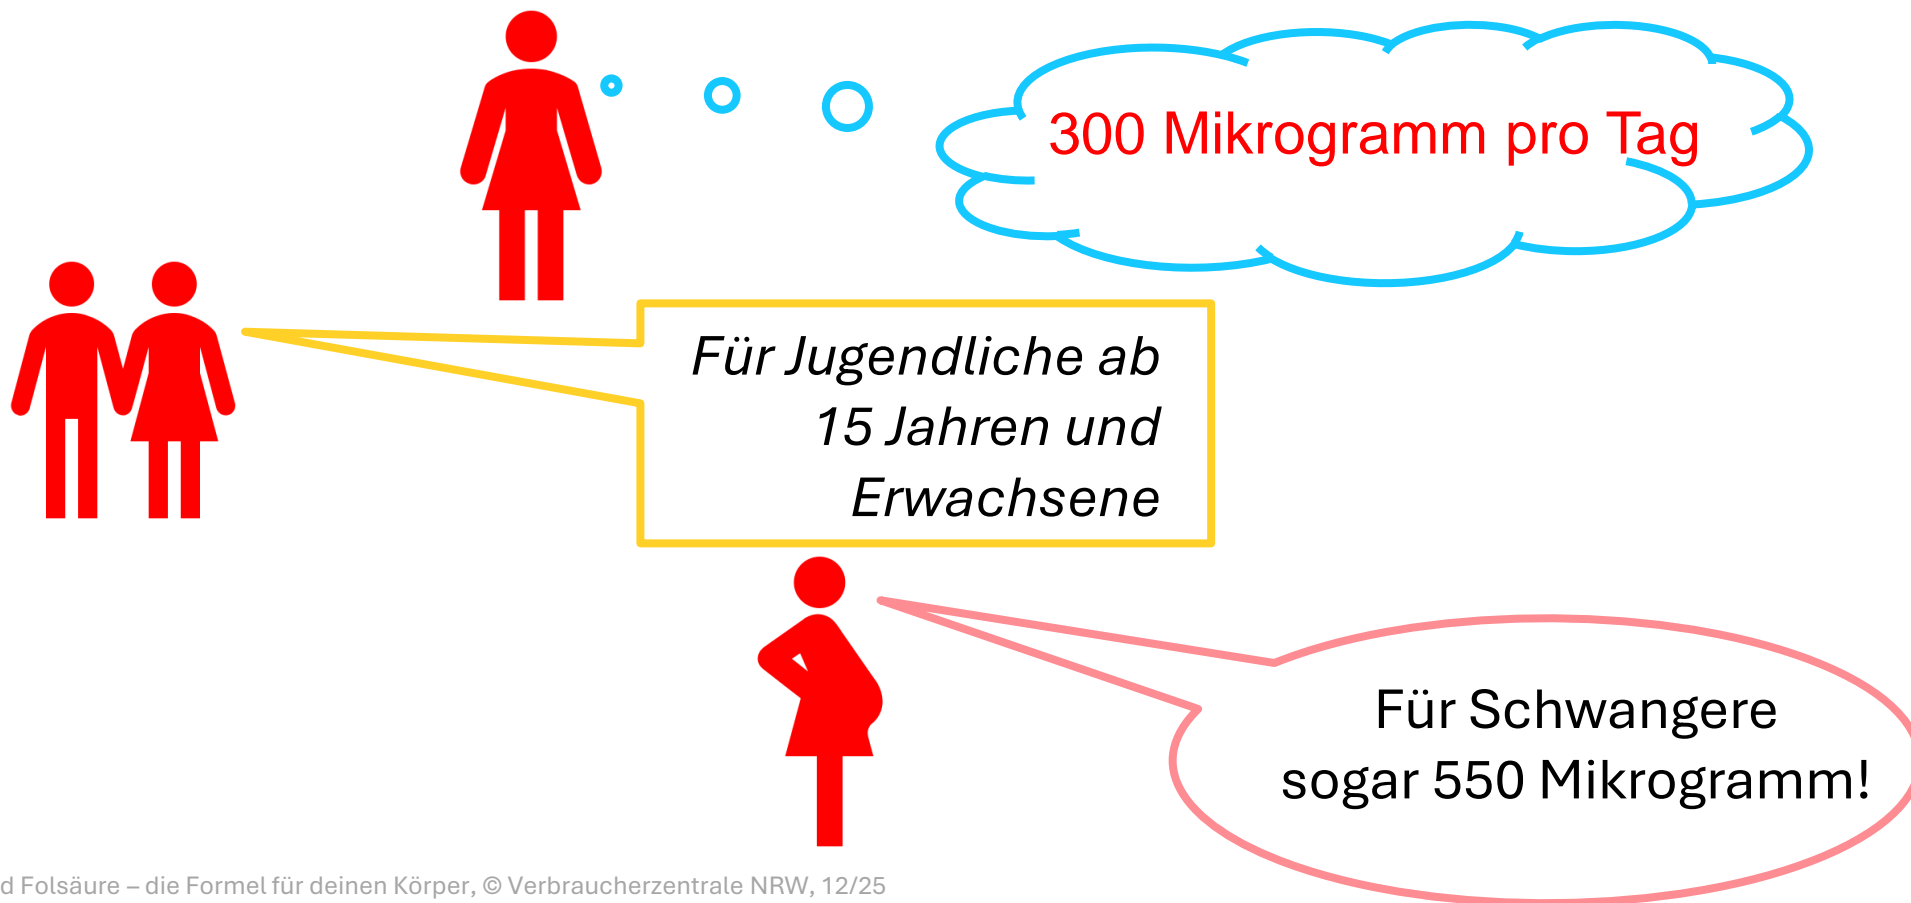 300 Mikrogramm pro Tag
Für Jugendliche ab
15 Jahren und
Erwachsene
Für Schwangere
sogar 550 Mikrogramm!
d Folsäure – die Formel für deinen Körper, © Verbraucherzentrale NRW, 12/25